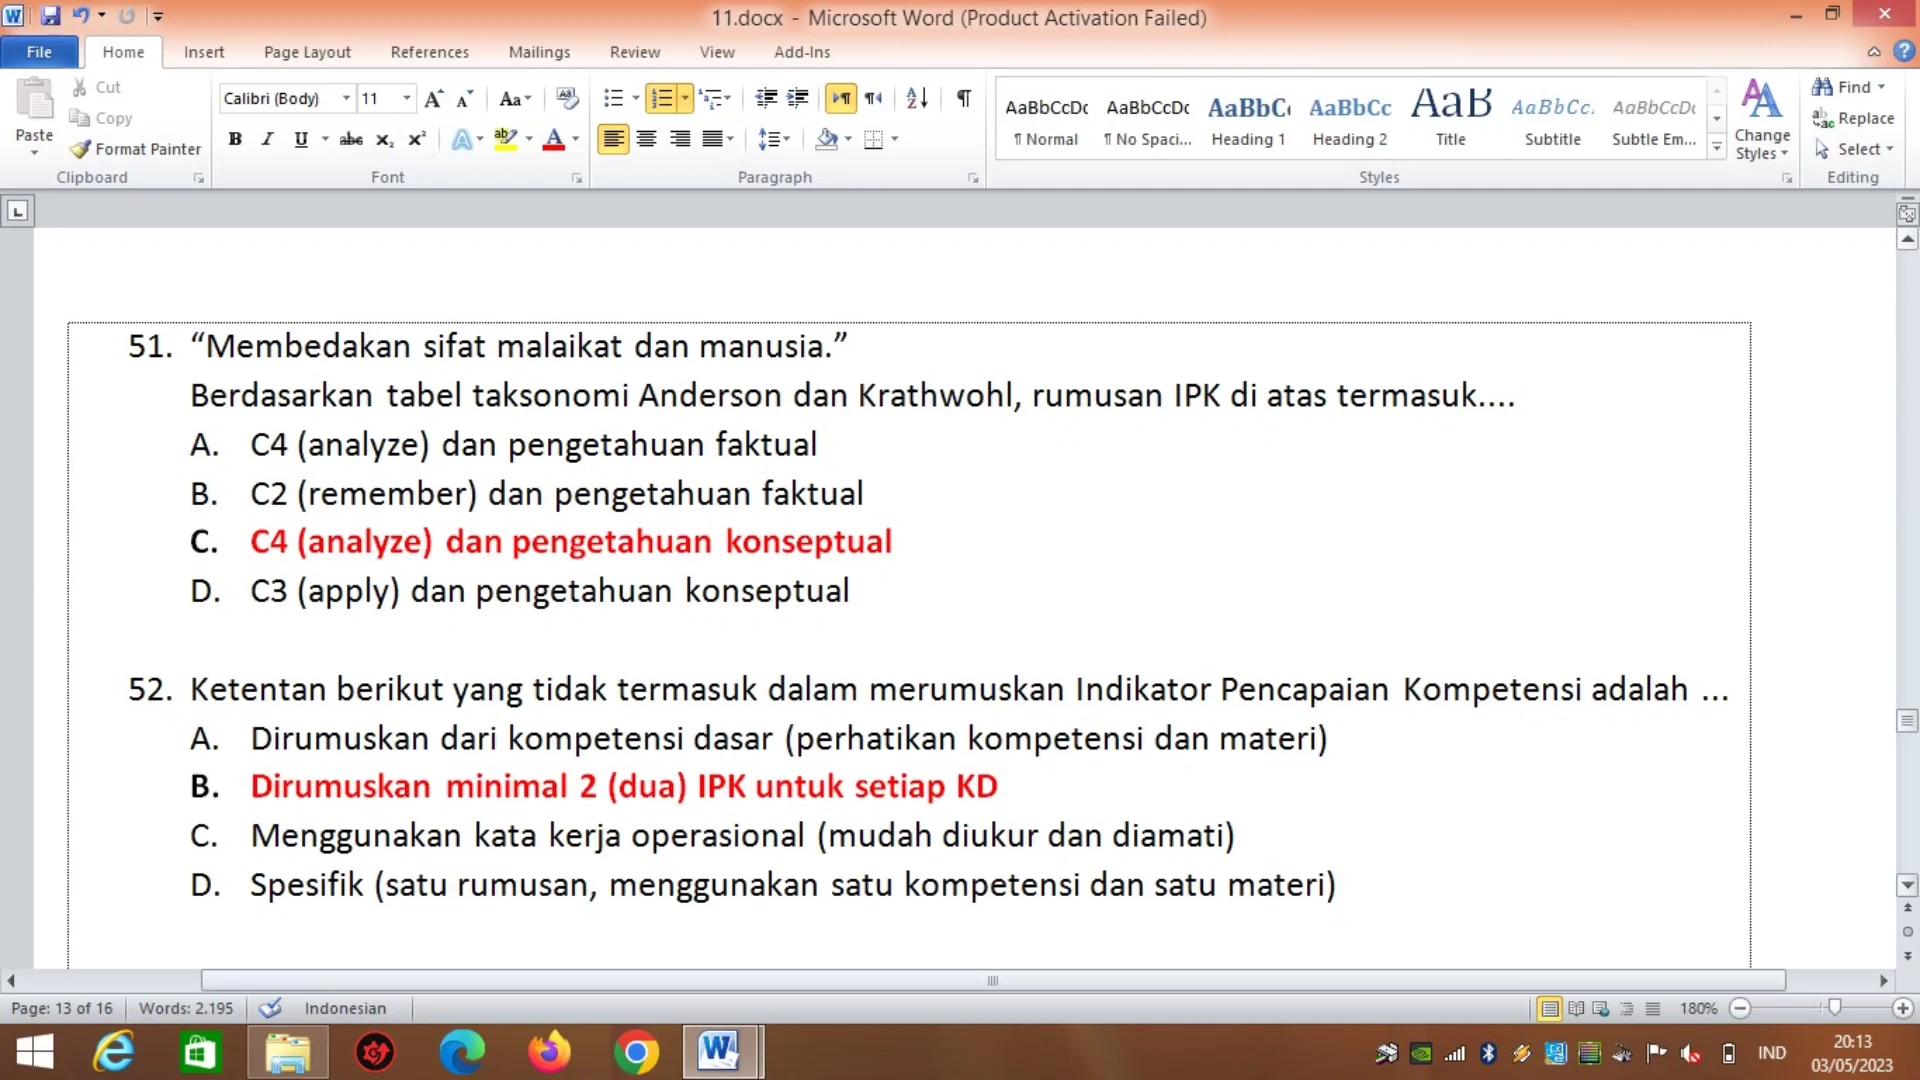 11.docx - Microsoft Word (Product Activation Failed)
File Home Insert Page Layout References Mailings Review View Add-Ins
Paste
Cut
Copy
Format Painter
Clipboard
Calibri (Body) 11
Font
Paragraph
AaBbCcDc AaBbCcDc AaBbC AaBbCc AaB AaBbCc. AaBbCcDc
¶ Normal ¶ No Spaci... Heading 1 Heading 2 Title Subtitle Subtle Em...
Change
Styles
Styles
Find
Replace
Select
Editing
51. “Membedakan sifat malaikat dan manusia.”
Berdasarkan tabel taksonomi Anderson dan Krathwohl, rumusan IPK di atas termasuk....
A. C4 (analyze) dan pengetahuan faktual
B. C2 (remember) dan pengetahuan faktual
C. C4 (analyze) dan pengetahuan konseptual
D. C3 (apply) dan pengetahuan konseptual
52. Ketentan berikut yang tidak termasuk dalam merumuskan Indikator Pencapaian Kompetensi adalah ...
A. Dirumuskan dari kompetensi dasar (perhatikan kompetensi dan materi)
B. Dirumuskan minimal 2 (dua) IPK untuk setiap KD
C. Menggunakan kata kerja operasional (mudah diukur dan diamati)
D. Spesifik (satu rumusan, menggunakan satu kompetensi dan satu materi)
Page: 13 of 16 Words: 2.195 Indonesian 180%
IND
20:13
03/05/2023